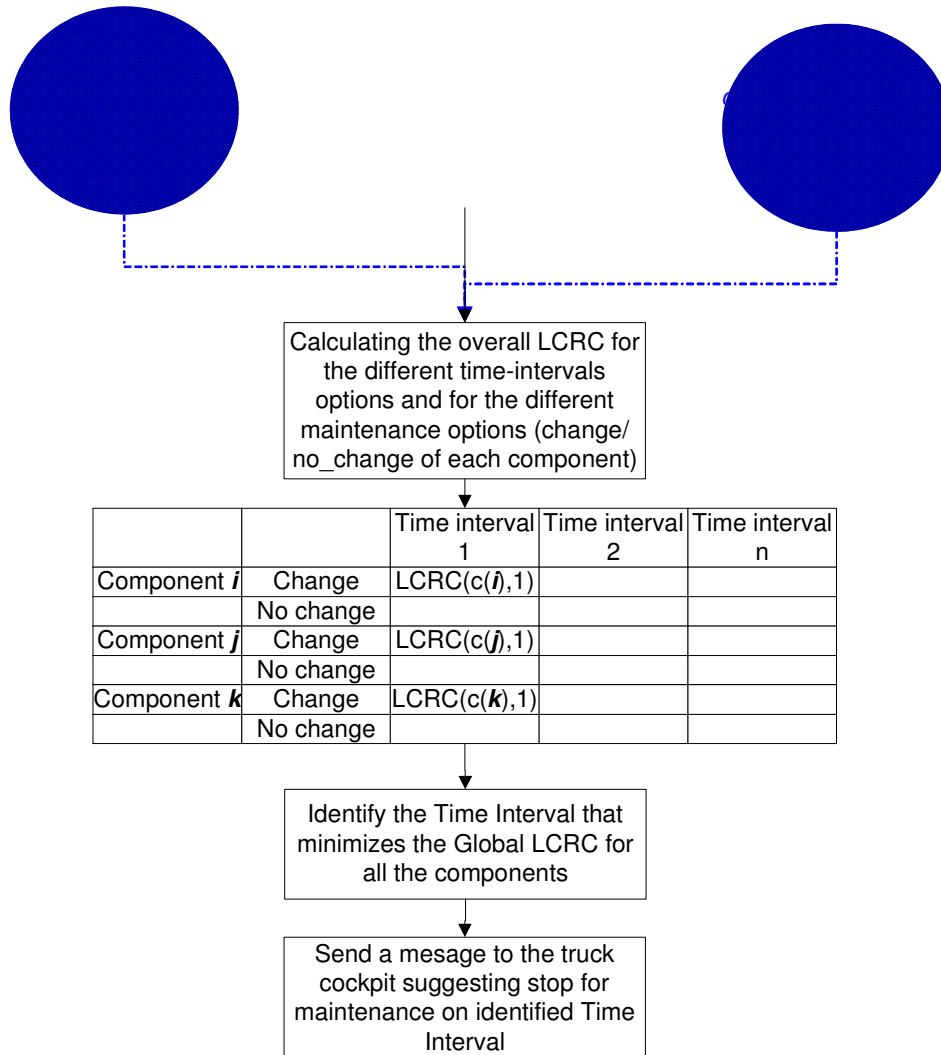 Calculating the overall LCRC for
the different time-intervals
options and for the different
maintenance options (change/
no_change of each component)
Time interval 1 Time interval 2 Time interval n
Component i Change LCRC(c(i),1)
No change
Component j Change LCRC(c(j),1)
No change
Component k Change LCRC(c(k),1)
No change
Identify the Time Interval that
minimizes the Global LCRC for
all the components
Send a mesage to the truck
cockpit suggesting stop for
maintenance on identified Time
Interval